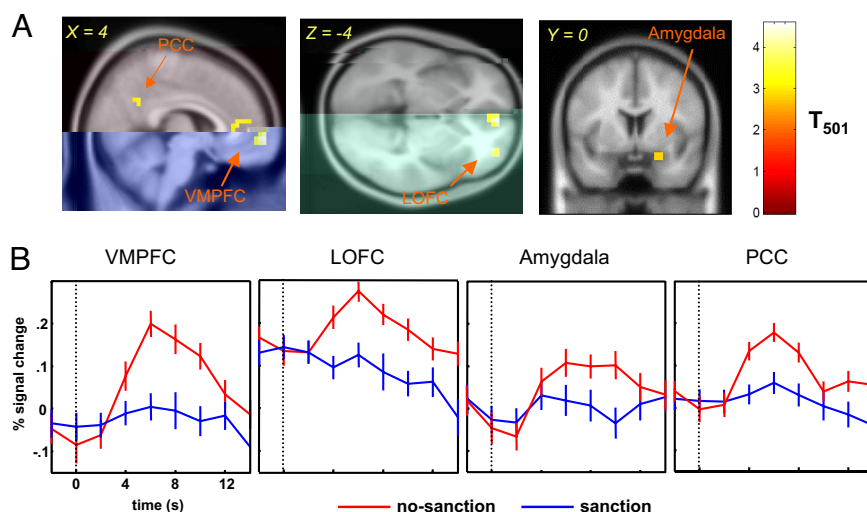 A
X = 4
PCC
VMPFC
Z = -4
LOFC
Y = 0
Amygdala
4
3
2
1
0
T501
B
VMPFC
LOFC
Amygdala
PCC
% signal change
.2
.1
0
-.1
0
4
8
12
time (s)
no-sanction
sanction